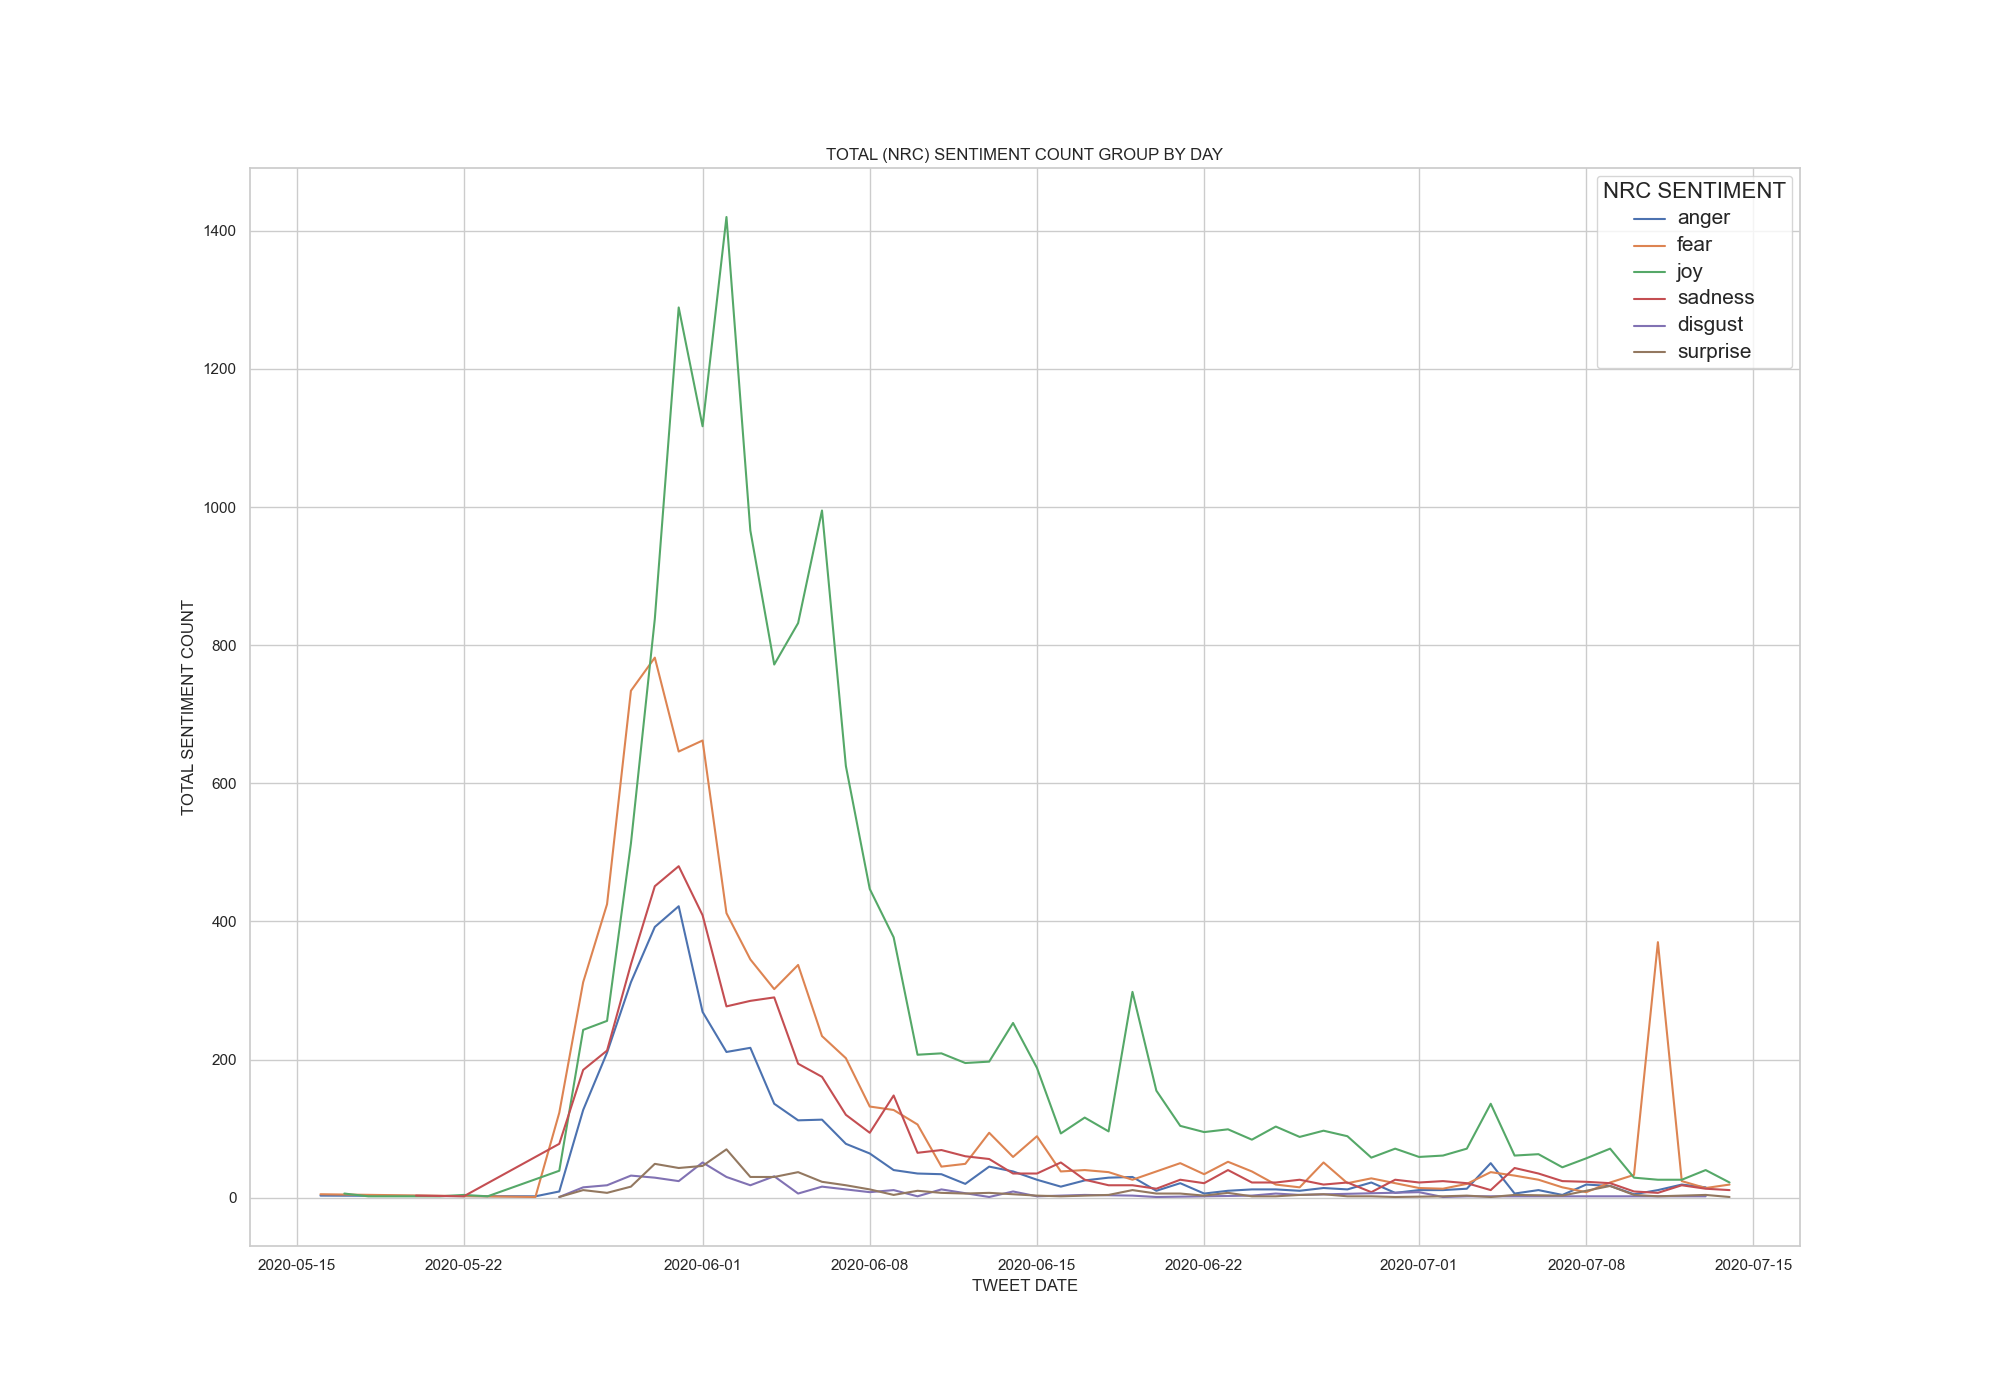 TOTAL (NRC) SENTIMENT COUNT GROUP BY DAY
NRC SENTIMENT
anger
fear
joy
sadness
disgust
surprise
TOTAL SENTIMENT COUNT
1400
1200
1000
800
600
400
200
0
2020-05-15 2020-05-22 2020-06-01 2020-06-08 2020-06-15 2020-06-22 2020-07-01 2020-07-08 2020-07-15
TWEET DATE